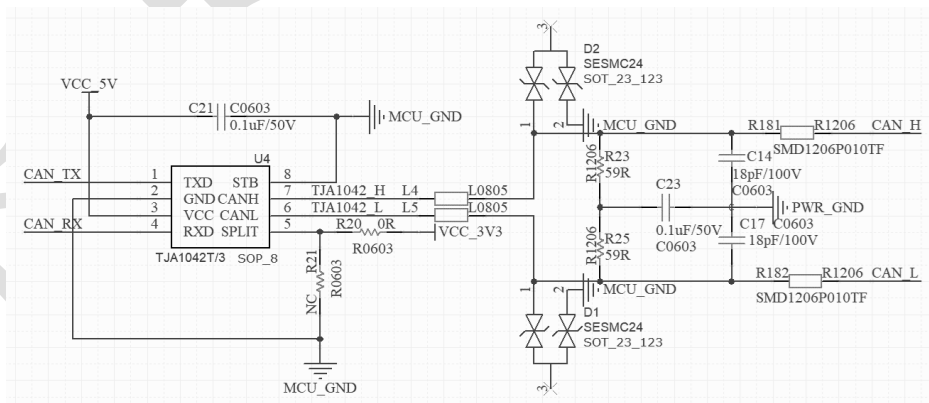 3
D2
SESMC24
SOT_23_123
VCC_5V
C21 C0603
0.1uF/50V
MCU_GND
1
2
MCU_GND
R181 R1206 CAN_H
SMD1206P010TF
U4
CAN_TX 1 TXD STB 8
2 GND CANH 7 TJA1042_H L4 L0805
3 VCC CANL 6 TJA1042_L L5 L0805
CAN_RX 4 RXD SPLIT 5 R20 0R VCC_3V3
R0603
TJA1042T/3 SOP_8
R1206
R23
59R
C14
18pF/100V
C0603
C23
0.1uF/50V
C0603
PWR_GND
C17 C0603
18pF/100V
R1206
R25
59R
R21
NC
R0603
MCU_GND
R182 R1206 CAN_L
SMD1206P010TF
1
2
MCU_GND
D1
SESMC24
SOT_23_123
3
MCU_GND